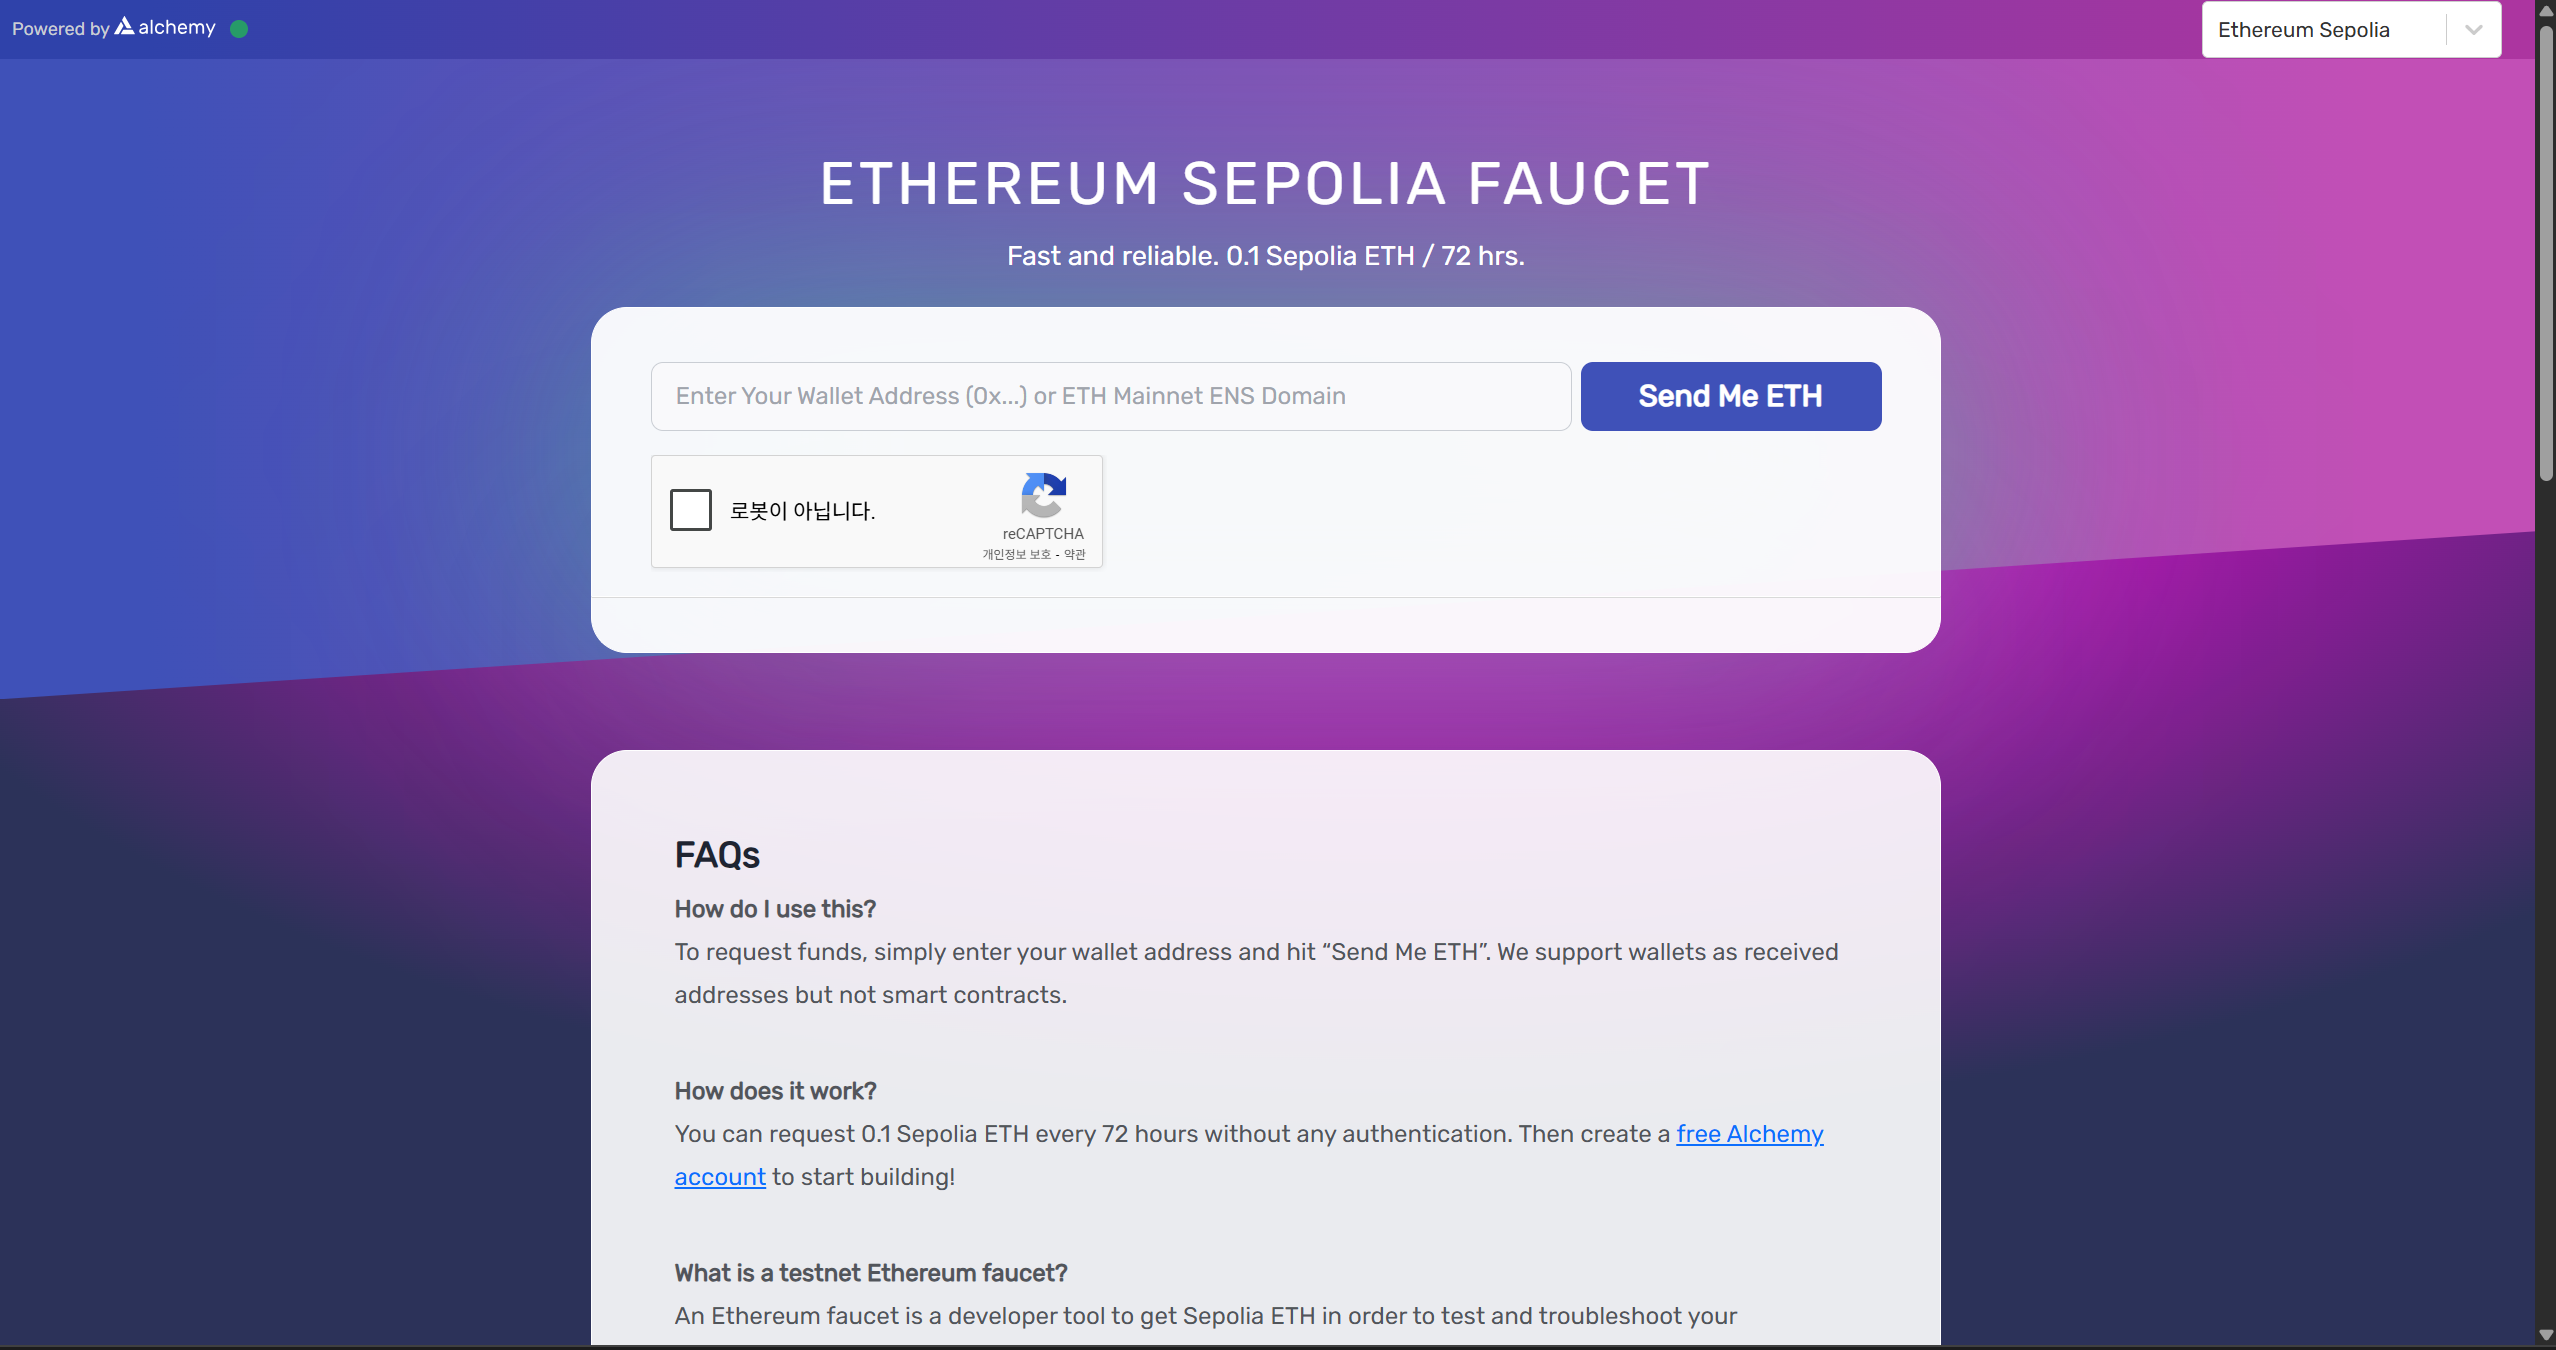 Powered by alchemy
Ethereum Sepolia
ETHEREUM SEPOLIA FAUCET
Fast and reliable. 0.1 Sepolia ETH / 72 hrs.
Enter Your Wallet Address (0x...) or ETH Mainnet ENS Domain
Send Me ETH
로봇이 아닙니다.
reCAPTCHA
개인정보 보호 - 약관
FAQs
How do I use this?
To request funds, simply enter your wallet address and hit “Send Me ETH”. We support wallets as received
addresses but not smart contracts.
How does it work?
You can request 0.1 Sepolia ETH every 72 hours without any authentication. Then create a free Alchemy
account to start building!
What is a testnet Ethereum faucet?
An Ethereum faucet is a developer tool to get Sepolia ETH in order to test and troubleshoot your